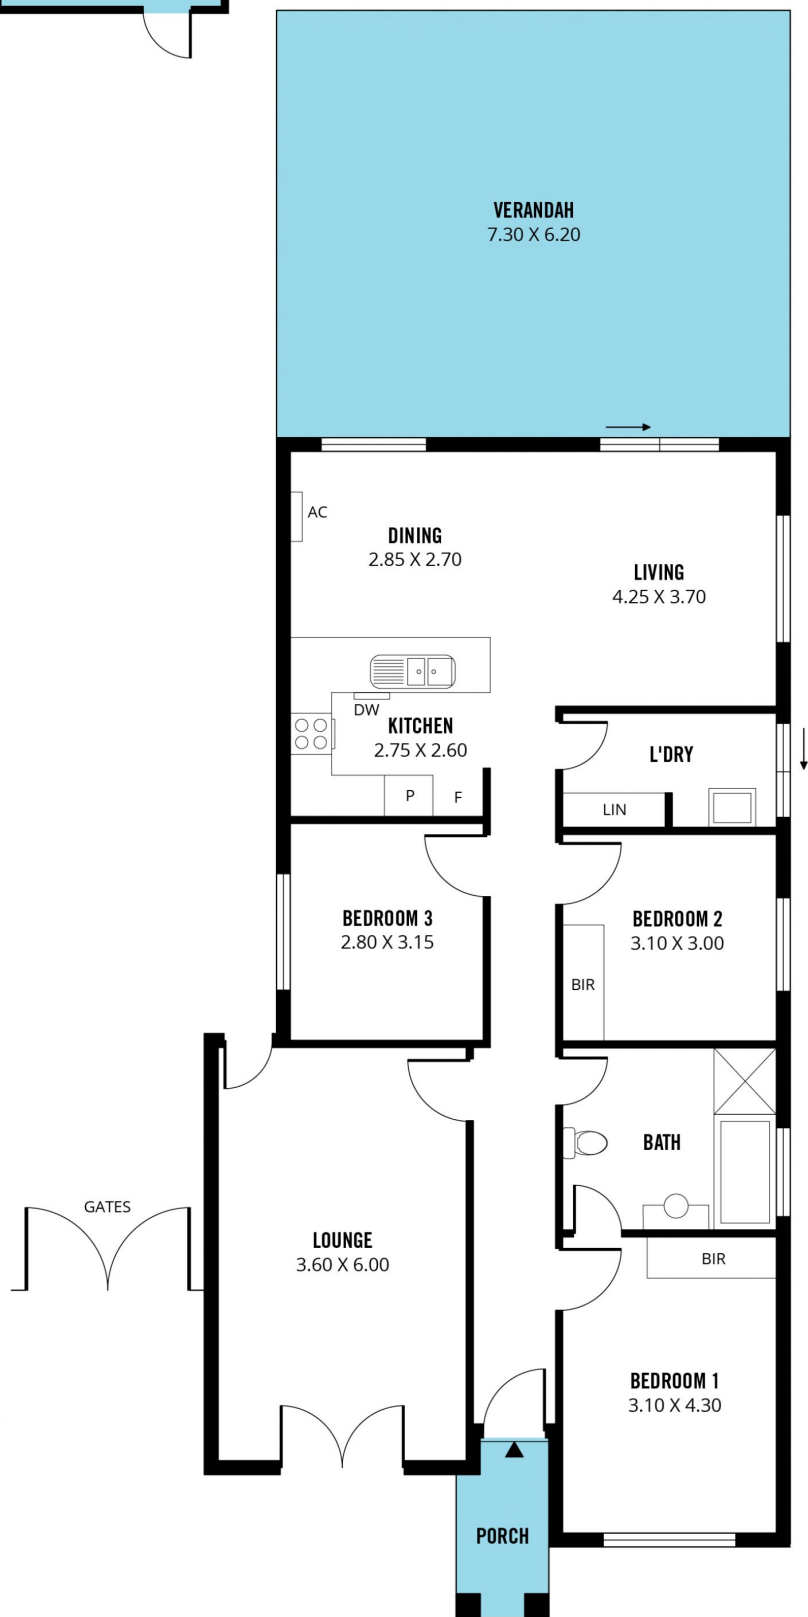 VERANDAH
7.30 X 6.20
AC
DINING
2.85 X 2.70
LIVING
4.25 X 3.70
DW
KITCHEN
2.75 X 2.60
P
F
L'DRY
LIN
BEDROOM 3
2.80 X 3.15
BEDROOM 2
3.10 X 3.00
BIR
BATH
GATES
LOUNGE
3.60 X 6.00
BIR
BEDROOM 1
3.10 X 4.30
PORCH